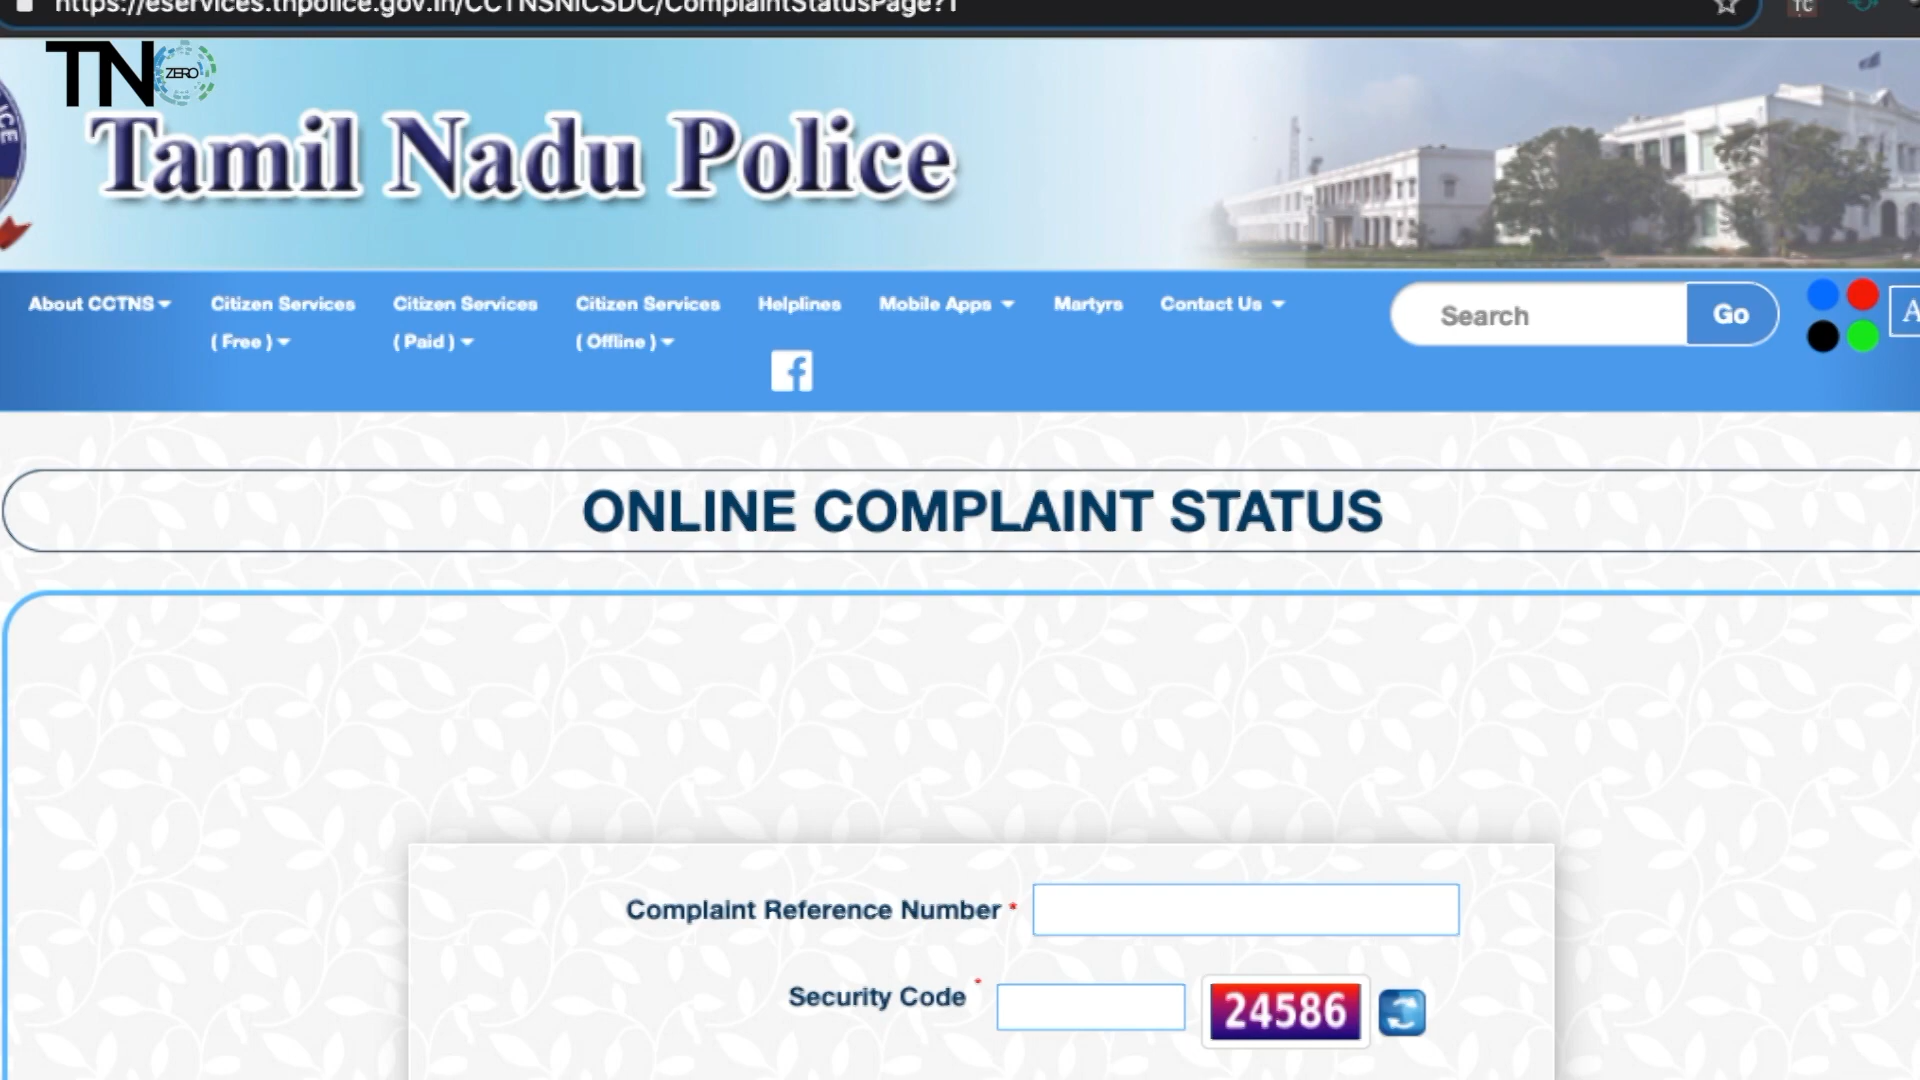 https://eservices.tnpolice.gov.in/CCTNSNICSDC/ComplaintStatusPage?1
TC
TN ZERO
ICE
Tamil Nadu Police
About CCTNS
Citizen Services
( Free )
Citizen Services
( Paid )
Citizen Services
( Offline )
Helplines
Mobile Apps
Martyrs
Contact Us
Search
Go
A
ONLINE COMPLAINT STATUS
Complaint Reference Number *
Security Code *
24586